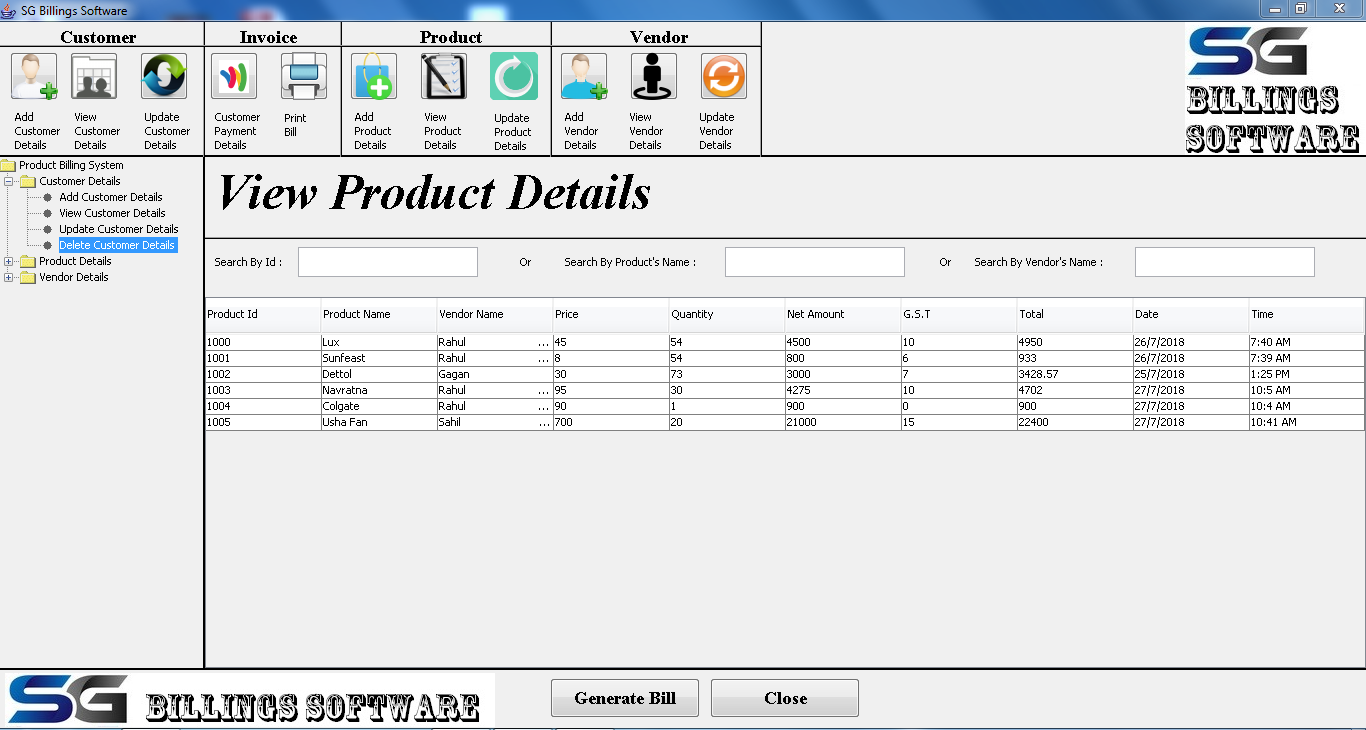 SG Billings Software
Customer Invoice Product Vendor
Add Customer Details
View Customer Details
Update Customer Details
Customer Payment Details
Print Bill
Add Product Details
View Product Details
Update Product Details
Add Vendor Details
View Vendor Details
Update Vendor Details
SG
BILLINGS
SOFTWARE
Product Billing System
Customer Details
Add Customer Details
View Customer Details
Update Customer Details
Delete Customer Details
Product Details
Vendor Details
View Product Details
Search By Id : Or Search By Product's Name : Or Search By Vendor's Name :
Product Id Product Name Vendor Name Price Quantity Net Amount G.S.T Total Date Time
1000 Lux Rahul ... 45 54 4500 10 4950 26/7/2018 7:40 AM
1001 Sunfeast Rahul ... 8 54 800 6 933 26/7/2018 7:39 AM
1002 Dettol Gagan ... 30 73 3000 7 3428.57 25/7/2018 1:25 PM
1003 Navratna Rahul ... 95 30 4275 10 4702 27/7/2018 10:5 AM
1004 Colgate Rahul ... 90 1 900 0 900 27/7/2018 10:4 AM
1005 Usha Fan Sahil ... 700 20 21000 15 22400 27/7/2018 10:41 AM
SG BILLINGS SOFTWARE
Generate Bill Close